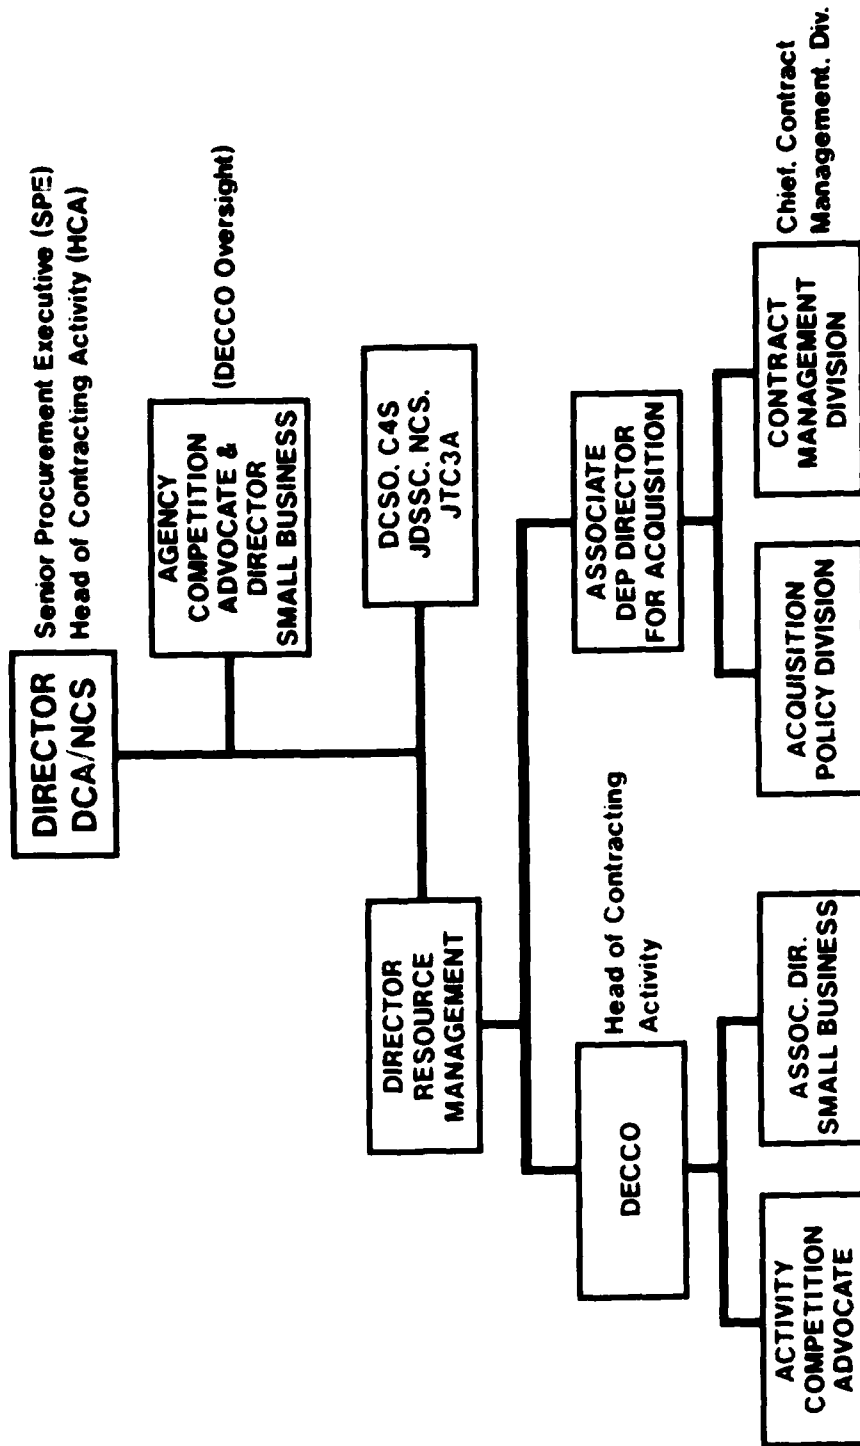 DIRECTOR
DCA/NCS
Senior Procurement Executive (SPE)
Head of Contracting Activity (HCA)
AGENCY
COMPETITION
ADVOCATE &
DIRECTOR
SMALL BUSINESS
(DECCO Oversight)
DIRECTOR
RESOURCE
MANAGEMENT
DCSO. C4S
JDSSC. NCS.
JTC3A
DECCO
Head of Contracting
Activity
ASSOCIATE
DEP DIRECTOR
FOR ACQUISITION
ACTIVITY
COMPETITION
ADVOCATE
ASSOC. DIR.
SMALL BUSINESS
ACQUISITION
POLICY DIVISION
CONTRACT
MANAGEMENT
DIVISION
Chief. Contract
Management. Div.